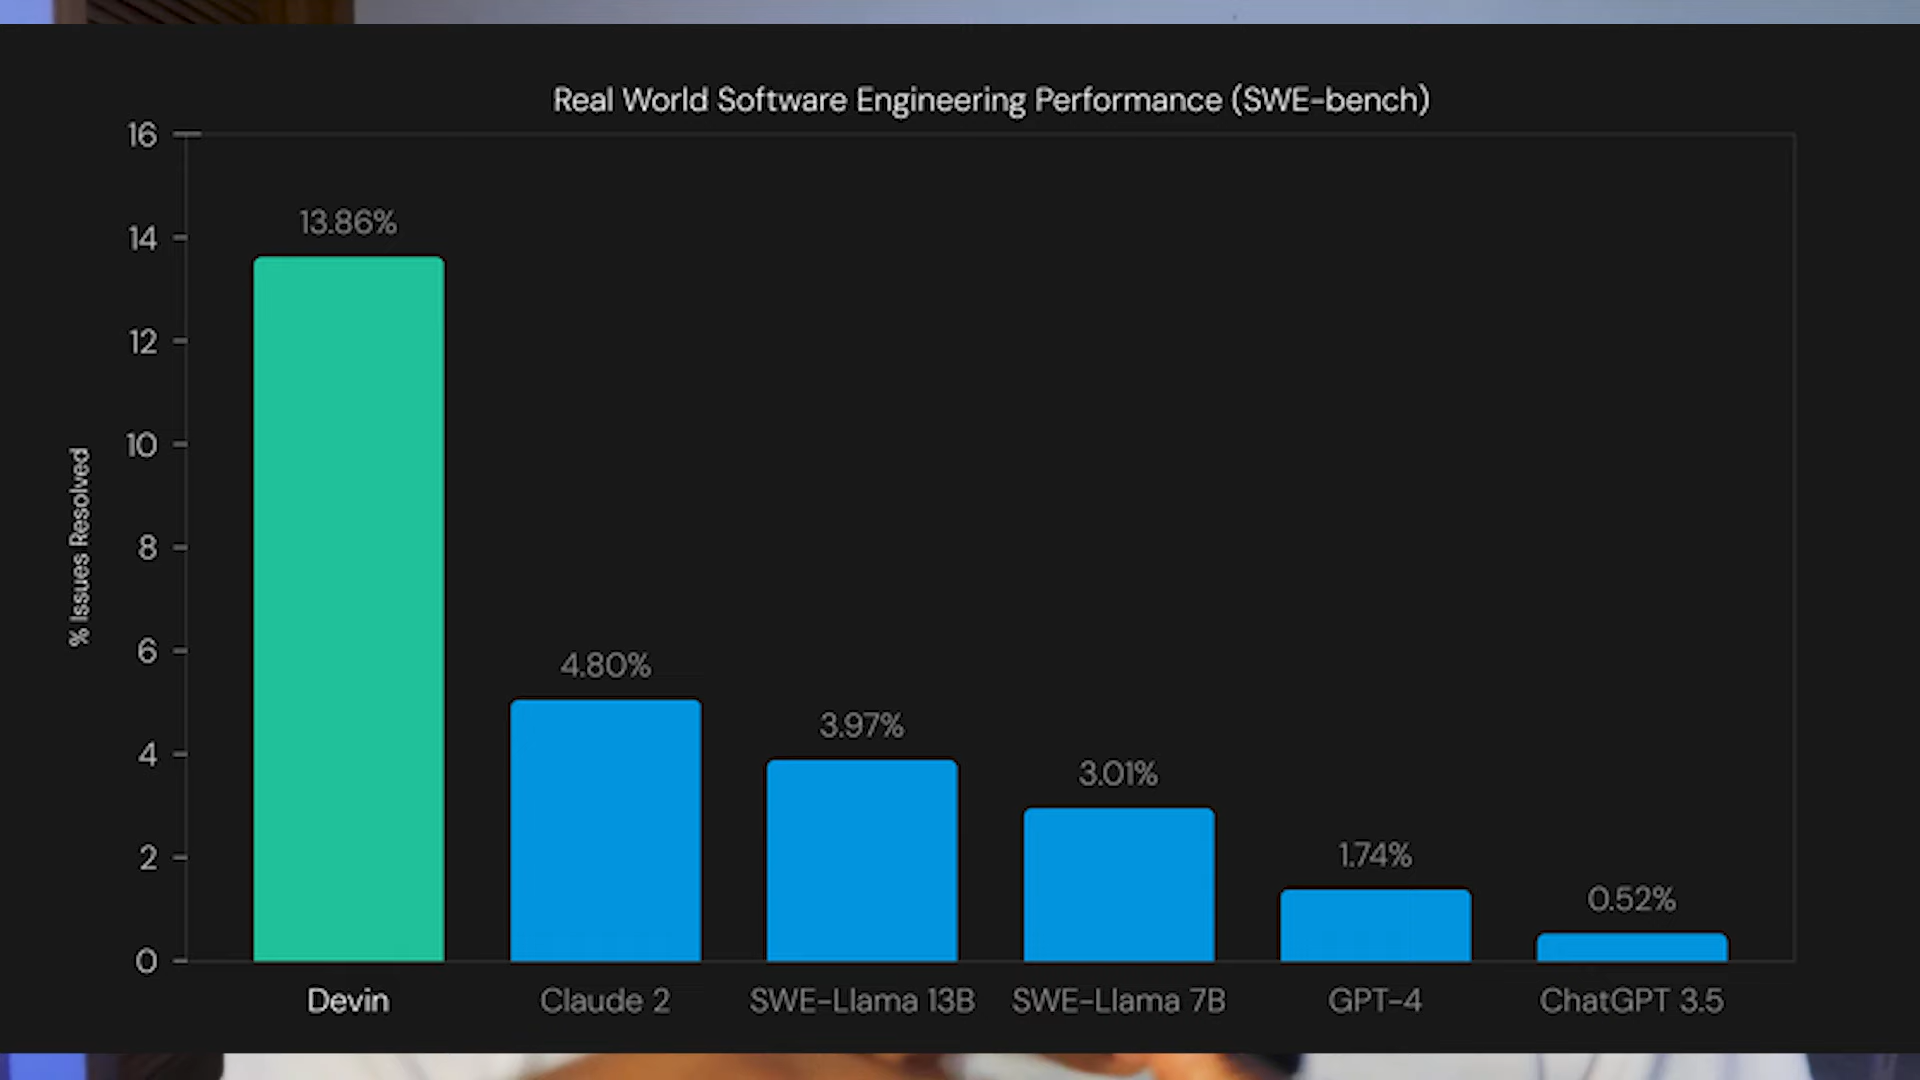 Real World Software Engineering Performance (SWE-bench)
16
14
12
10
8
6
4
2
0
% Issues Resolved
13.86%
4.80%
3.97%
3.01%
1.74%
0.52%
Devin
Claude 2
SWE-Llama 13B
SWE-Llama 7B
GPT-4
ChatGPT 3.5